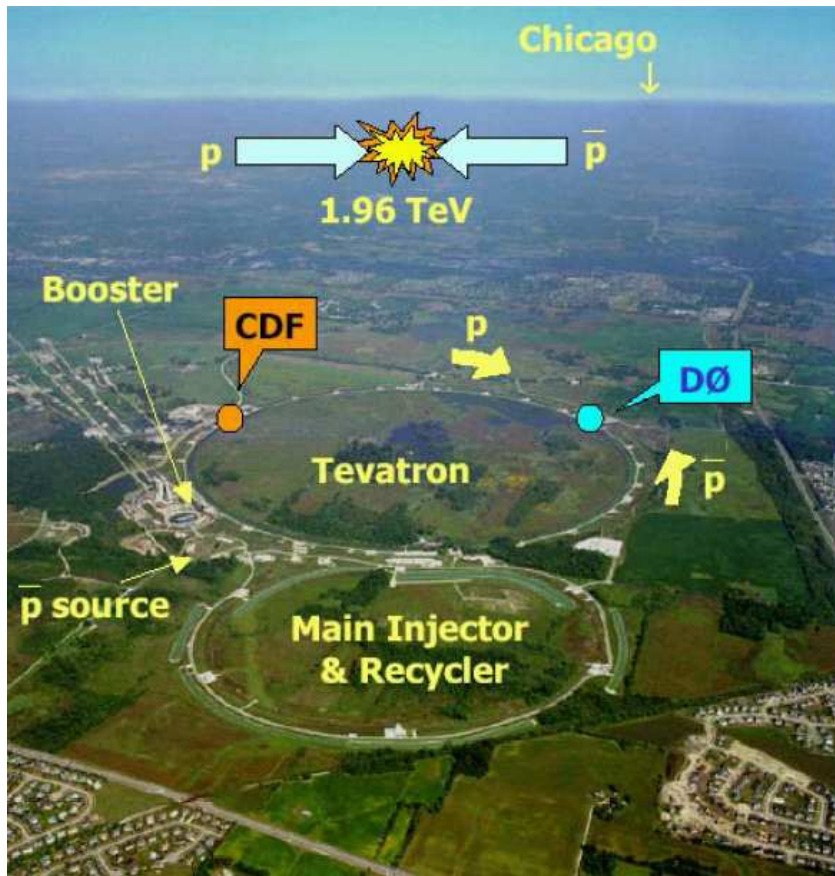 Chicago
↓
p p̅
1.96 TeV
Booster
CDF
p
DØ
Tevatron
p̅
p̅ source
Main Injector
& Recycler